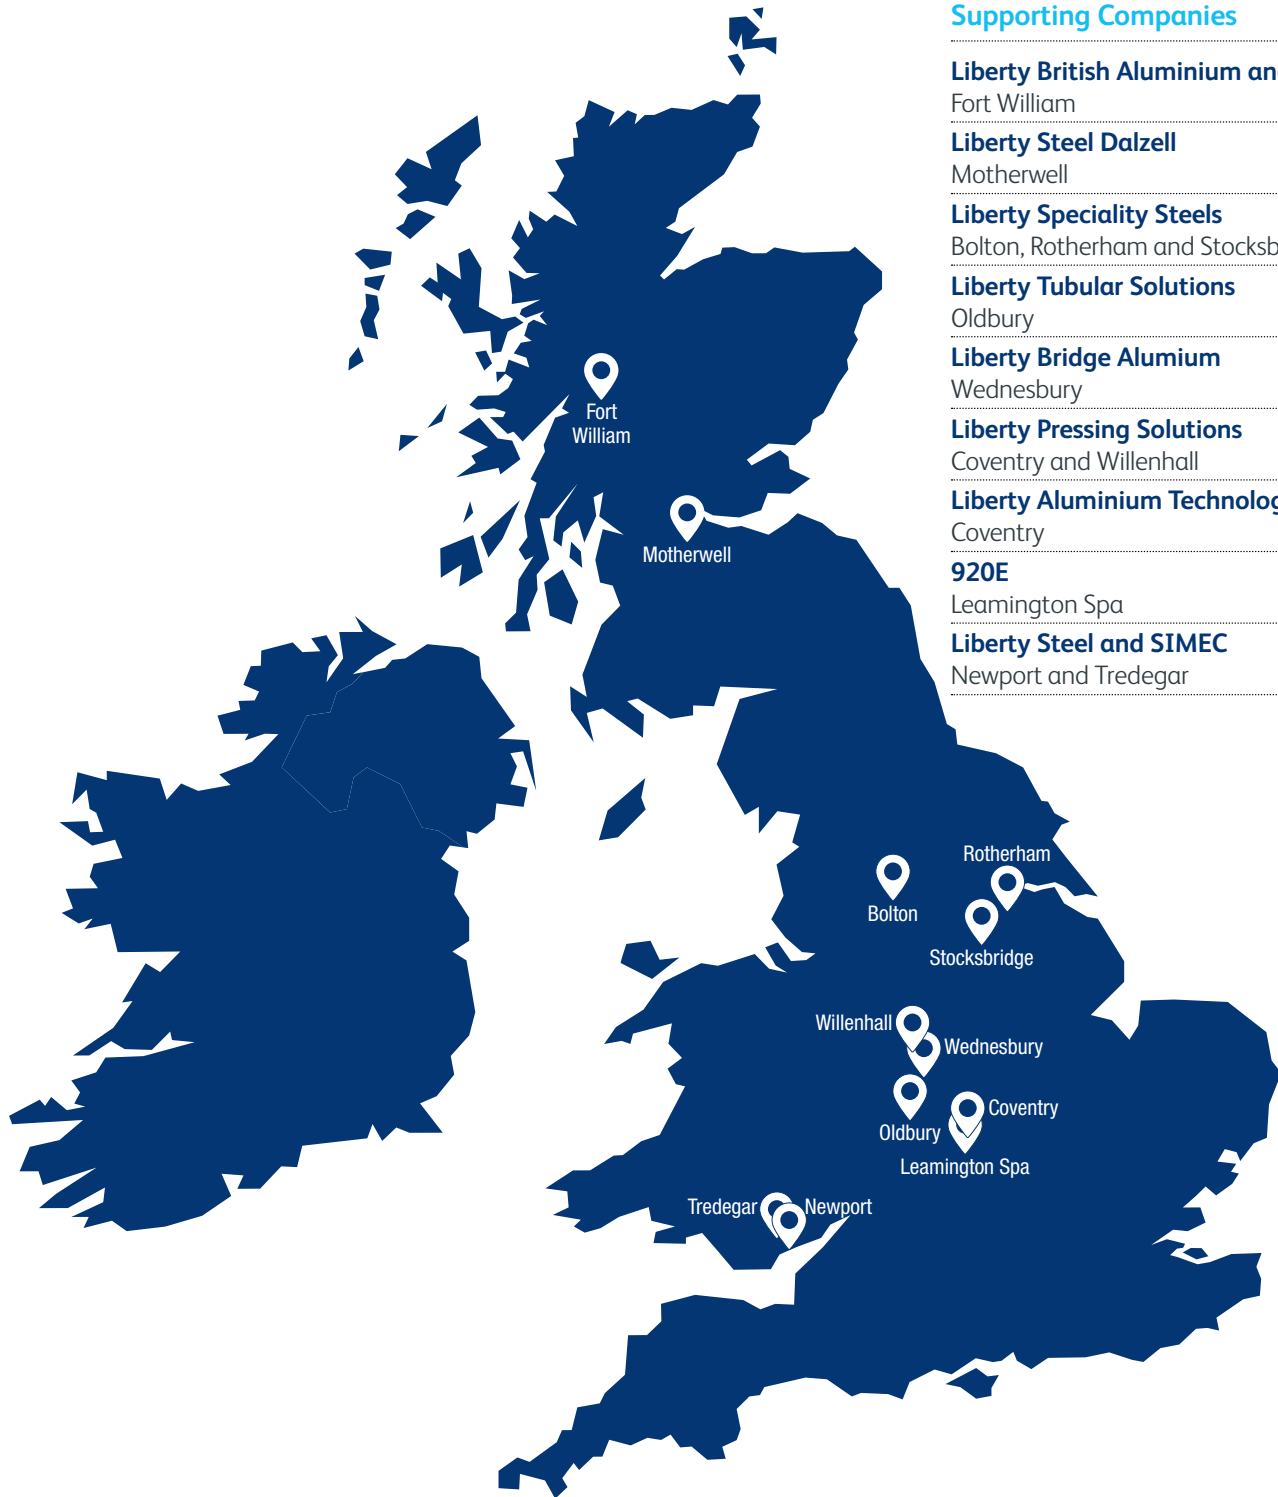 Supporting Companies
Liberty British Aluminium an
Fort William
Liberty Steel Dalzell
Motherwell
Liberty Speciality Steels
Bolton, Rotherham and Stocksb
Liberty Tubular Solutions
Oldbury
Liberty Bridge Alumium
Wednesbury
Liberty Pressing Solutions
Coventry and Willenhall
Liberty Aluminium Technolog
Coventry
920E
Leamington Spa
Liberty Steel and SIMEC
Newport and Tredegar
Fort
William
Motherwell
Rotherham
Bolton
Stocksbridge
Willenhall
Wednesbury
Coventry
Oldbury
Leamington Spa
Tredegar
Newport